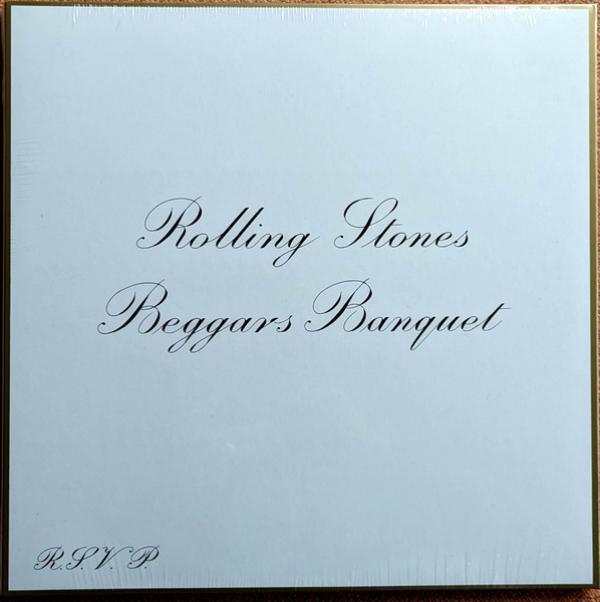 Rolling Stones
Beggars Banquet
R.S.V.P.